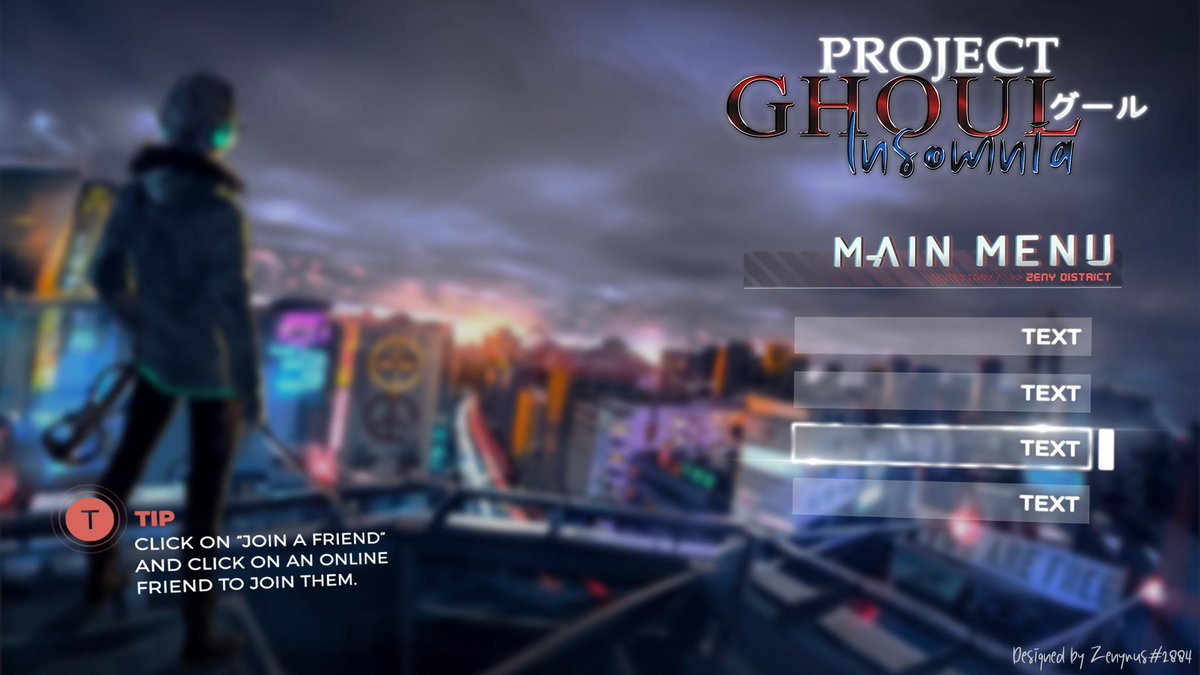 PROJECT
GHOUL グール
Insomnia
MAIN MENU
LOCATION// >> ZENY DISTRICT
TEXT
TEXT
TEXT
TEXT
T
TIP
CLICK ON "JOIN A FRIEND"
AND CLICK ON AN ONLINE
FRIEND TO JOIN THEM.
Designed by Zenynus#2884